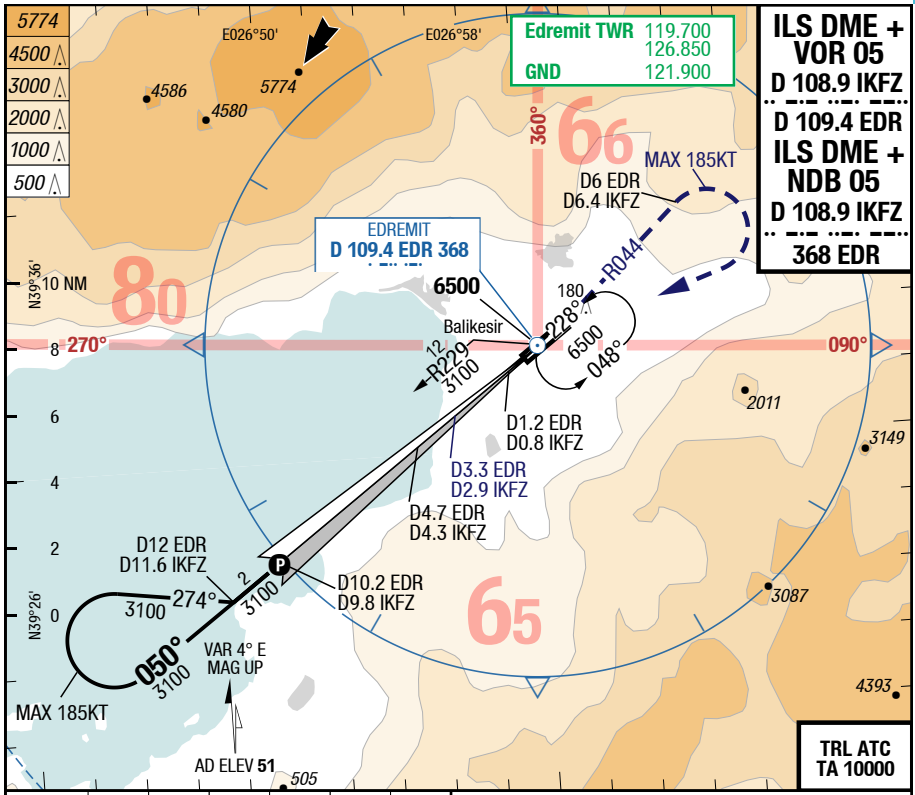 5774
4500
3000
2000
1000
500
E026°50'
E026°58'
5774
4586
4580
Edremit TWR 119.700
126.850
GND 121.900
ILS DME +
VOR 05
D 108.9 IKFZ
D 109.4 EDR
ILS DME +
NDB 05
D 108.9 IKFZ
368 EDR
360°
66
MAX 185KT
D6 EDR
D6.4 IKFZ
R044
EDREMIT
D 109.4 EDR 368
N39°36'
10 NM
80
6500
180
Balikesir
228°
6500
048°
8
270°
090°
12
R229
3100
6
D1.2 EDR
D0.8 IKFZ
2011
3149
4
D3.3 EDR
D2.9 IKFZ
D4.7 EDR
D4.3 IKFZ
2
D12 EDR
D11.6 IKFZ
P
D10.2 EDR
D9.8 IKFZ
2
3100
65
3087
N39°26'
0
274°
3100
050°
3100
VAR 4° E
MAG UP
MAX 185KT
4393
AD ELEV 51
505
TRL ATC
TA 10000